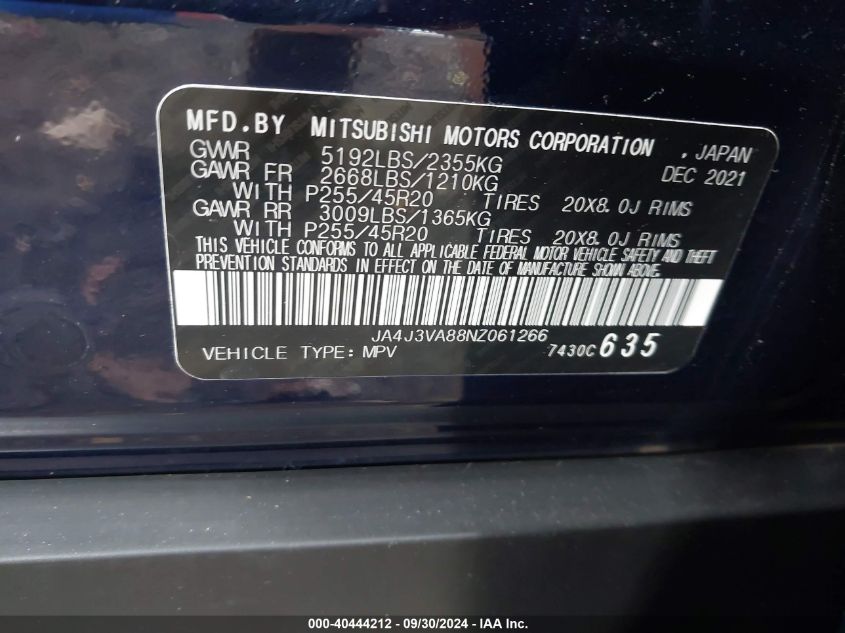 MFD.BY MITSUBISHI MOTORS CORPORATION , JAPAN
GVWR 5192LBS/2355KG DEC 2021
GAWR FR 2668LBS/1210KG
WITH P255/45R20 TIRES 20X8.0J RIMS
GAWR RR 3009LBS/1365KG
WITH P255/45R20 TIRES 20X8.0J RIMS
THIS VEHICLE CONFORMS TO ALL APPLICABLE FEDERAL MOTOR VEHICLE SAFETY AND THEFT
PREVENTION STANDARDS IN EFFECT ON THE DATE OF MANUFACTURE SHOWN ABOVE.
JA4J3VA88NZ061266
VEHICLE TYPE: MPV 7430C 635
000-40444212 - 09/30/2024 - IAA Inc.